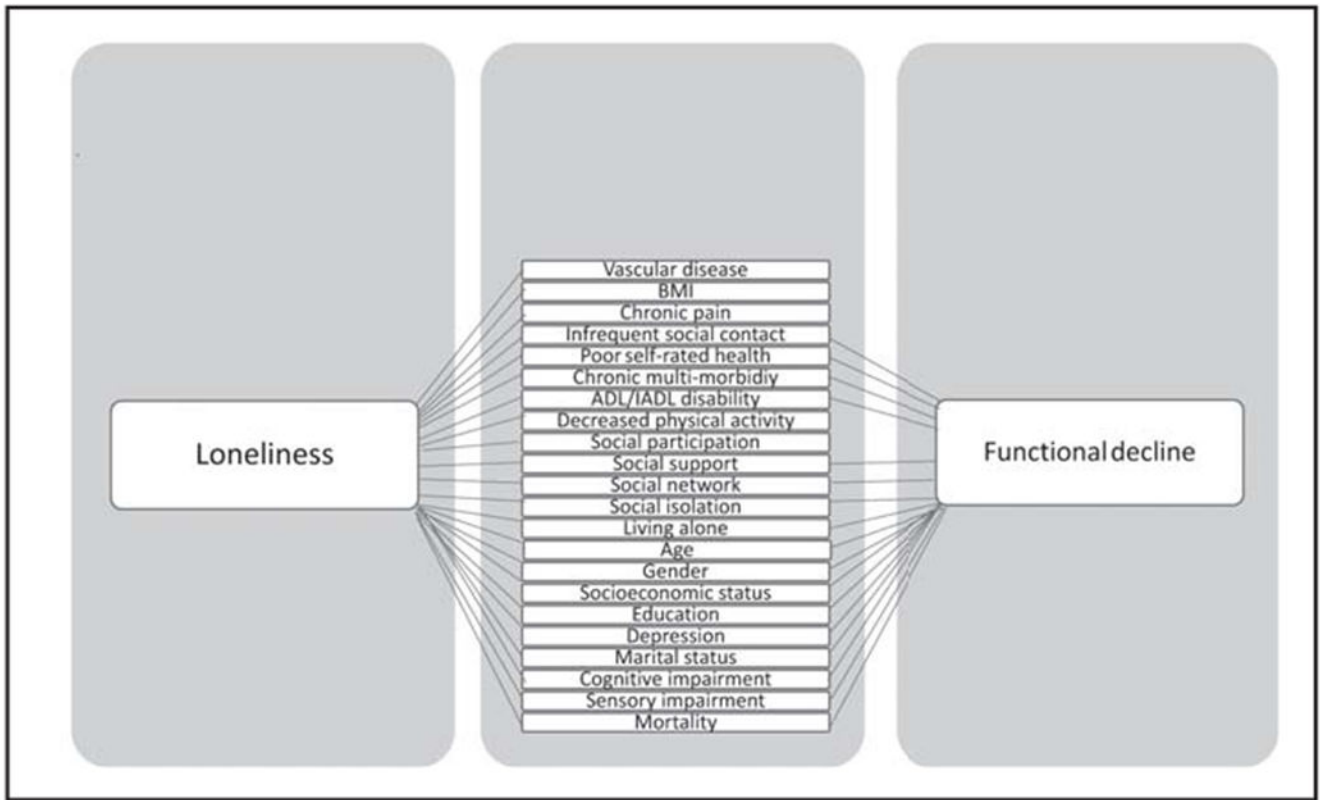 Loneliness
Vascular disease
BMI
Chronic pain
Infrequent social contact
Poor self-rated health
Chronic multi-morbidiy
ADL/IADL disability
Decreased physical activity
Social participation
Social support
Social network
Social isolation
Living alone
Age
Gender
Socioeconomic status
Education
Depression
Marital status
Cognitive impairment
Sensory impairment
Mortality
Functional decline